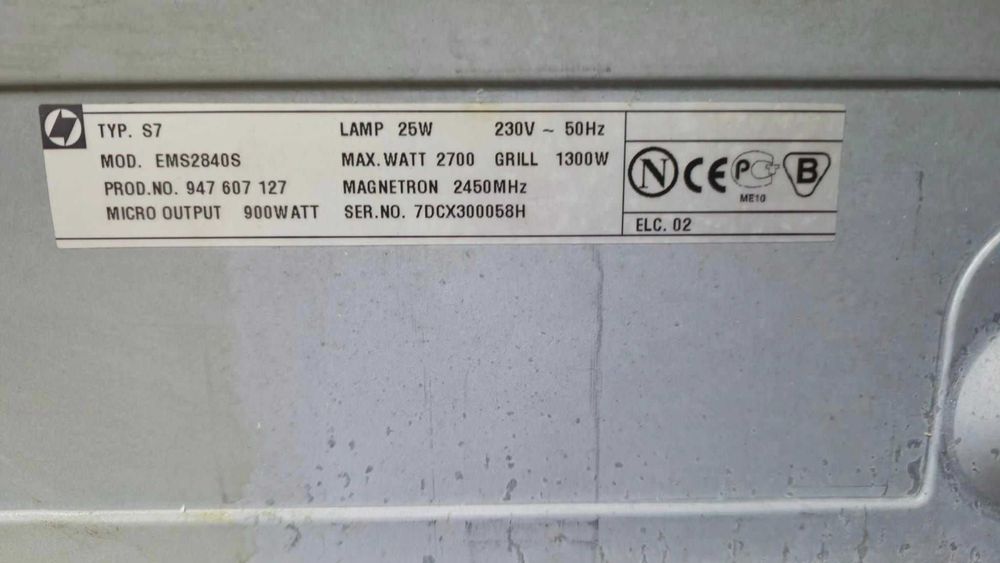 TYP. S7 LAMP 25W 230V ~ 50Hz
MOD. EMS2840S MAX. WATT 2700 GRILL 1300W
PROD.NO. 947 607 127 MAGNETRON 2450MHz
MICRO OUTPUT 900WATT SER.NO. 7DCX300058H
N CE PC B
ME10
ELC. 02